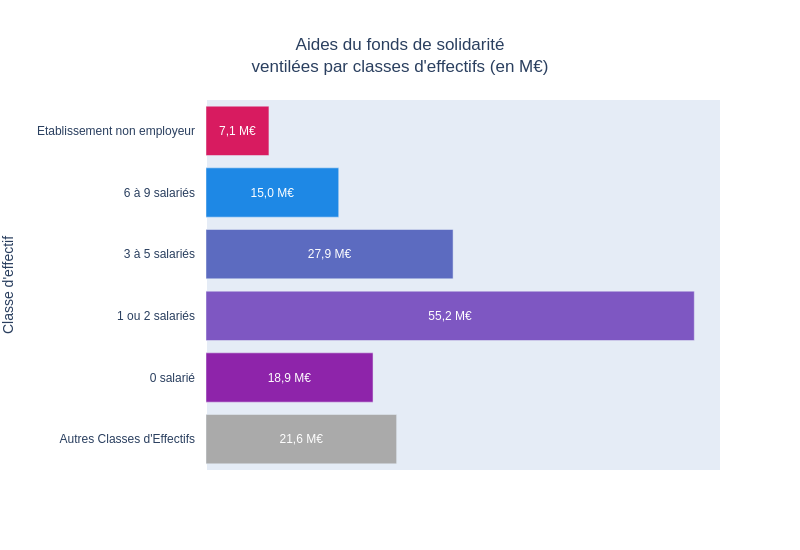 Aides du fonds de solidarité
ventilées par classes d'effectifs (en M€)
Classe d'effectif
Etablissement non employeur
7,1 M€
6 à 9 salariés
15,0 M€
3 à 5 salariés
27,9 M€
1 ou 2 salariés
55,2 M€
0 salarié
18,9 M€
Autres Classes d'Effectifs
21,6 M€